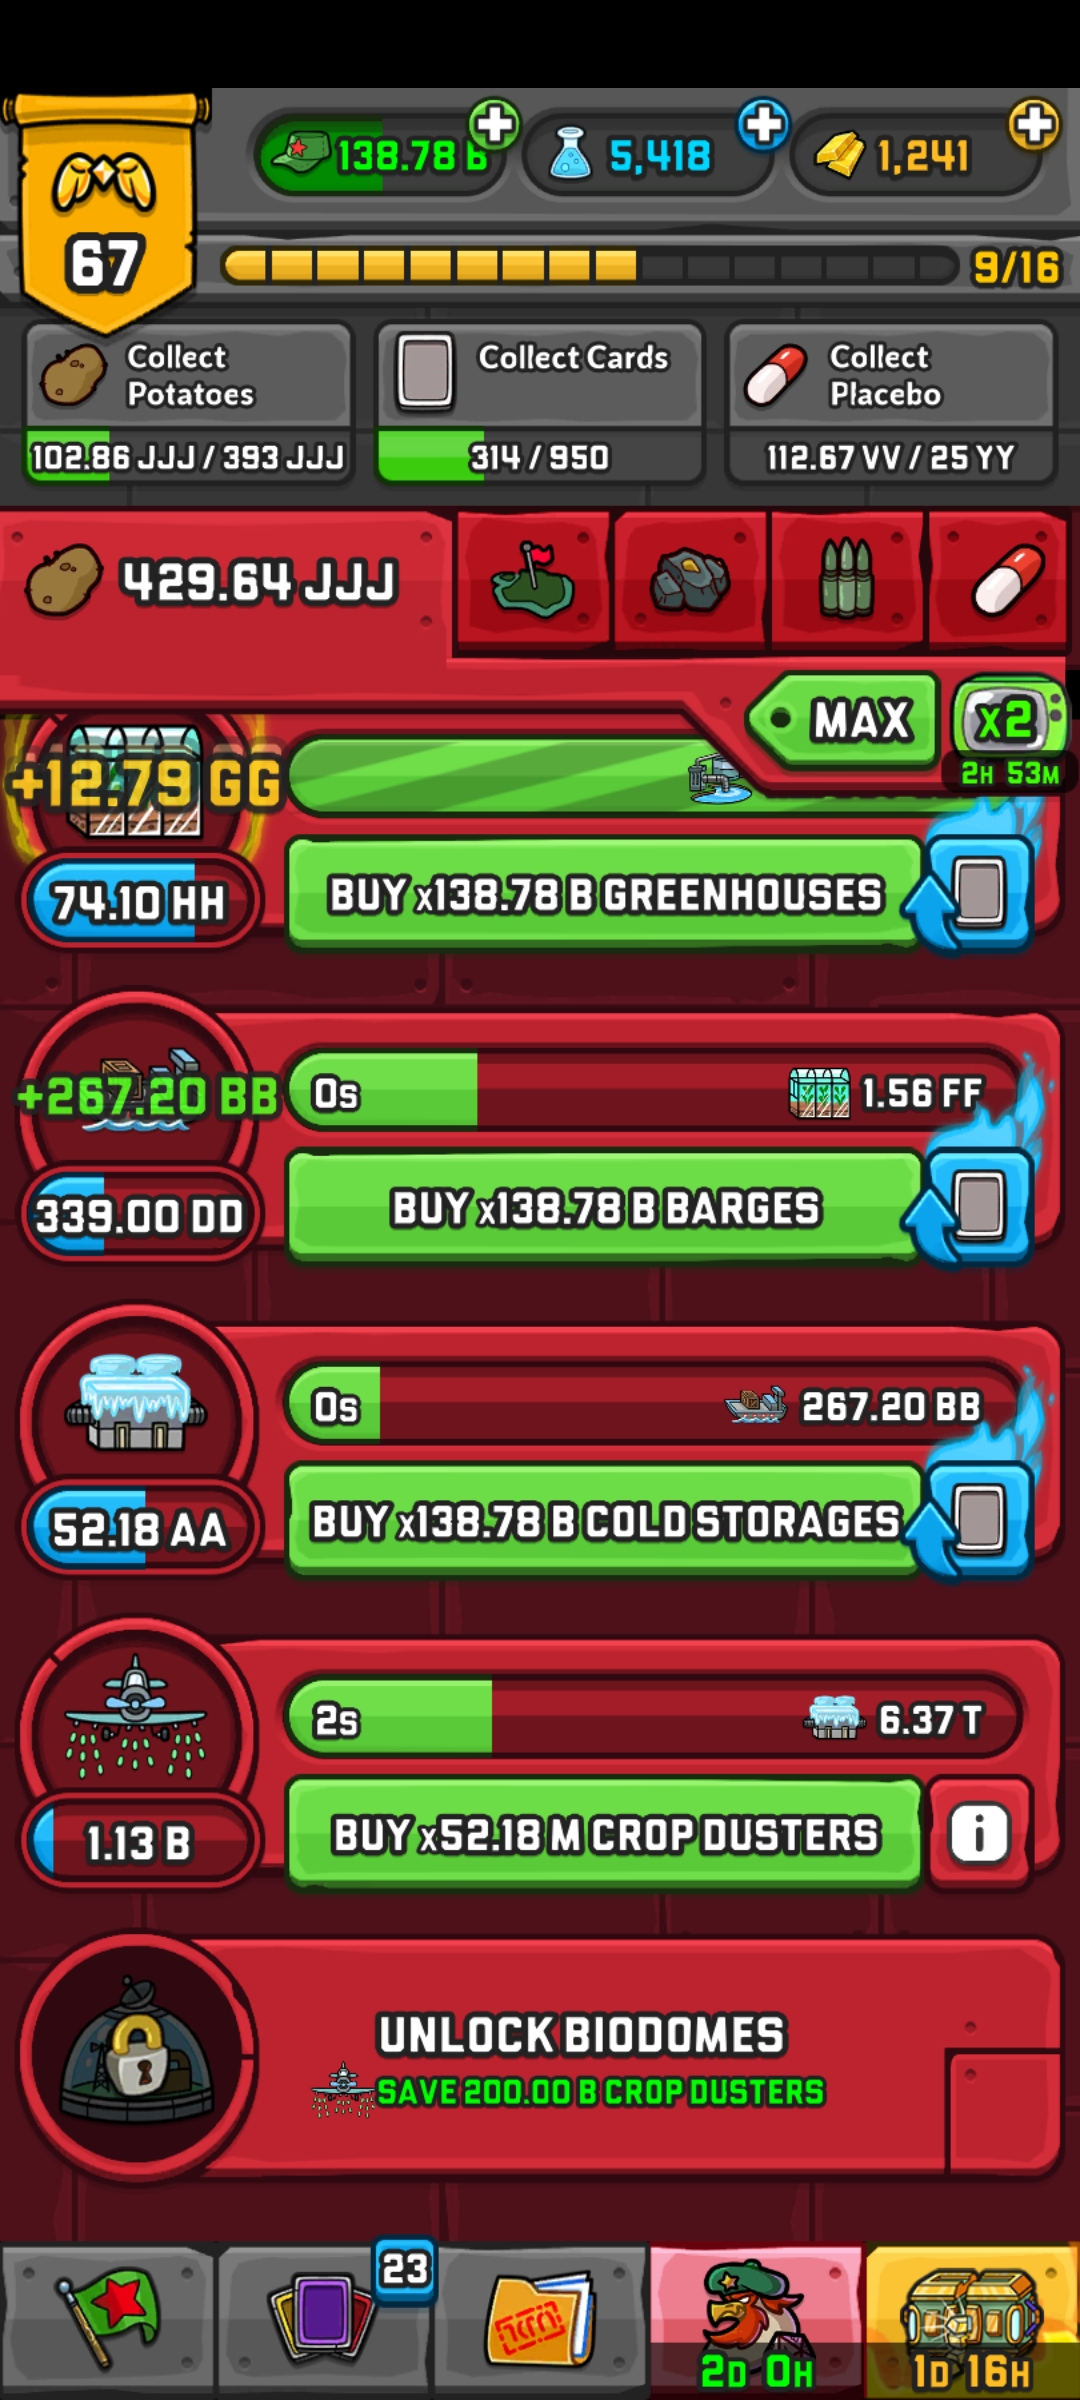 138.78 B
5,418
1,241
67
9/16
Collect
Potatoes
102.86 JJJ / 393 JJJ
Collect Cards
314 / 950
Collect
Placebo
112.67 VV / 25 YY
429.64 JJJ
MAX
x2
2H 53M
+12.79 GG
74.10 HH
BUY x138.78 B GREENHOUSES
+267.20 BB
0s
1.56 FF
339.00 DD
BUY x138.78 B BARGES
0s
267.20 BB
52.18 AA
BUY x138.78 B COLD STORAGES
2s
6.37 T
1.13 B
BUY x52.18 M CROP DUSTERS
i
UNLOCK BIODOMES
SAVE 200.00 B CROP DUSTERS
23
2D 0H
1D 16H